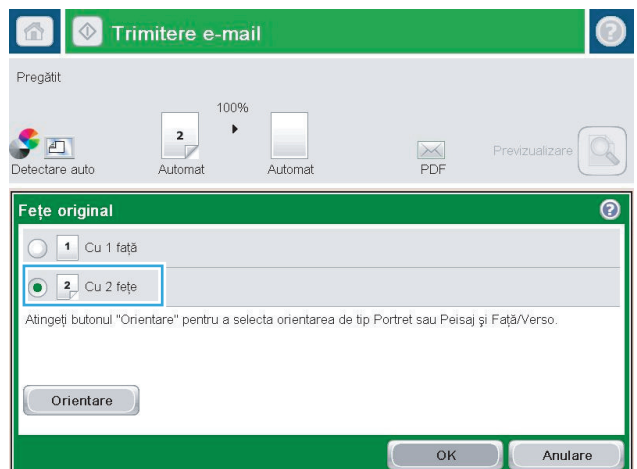 Trimitere e-mail
?
Pregătit
100%
2
Detectare auto
Automat
Automat
PDF
Previzualizare
Fețe original
?
1 Cu 1 față
2 Cu 2 fețe
Atingeți butonul "Orientare" pentru a selecta orientarea de tip Portret sau Peisaj și Față/Verso.
Orientare
OK
Anulare